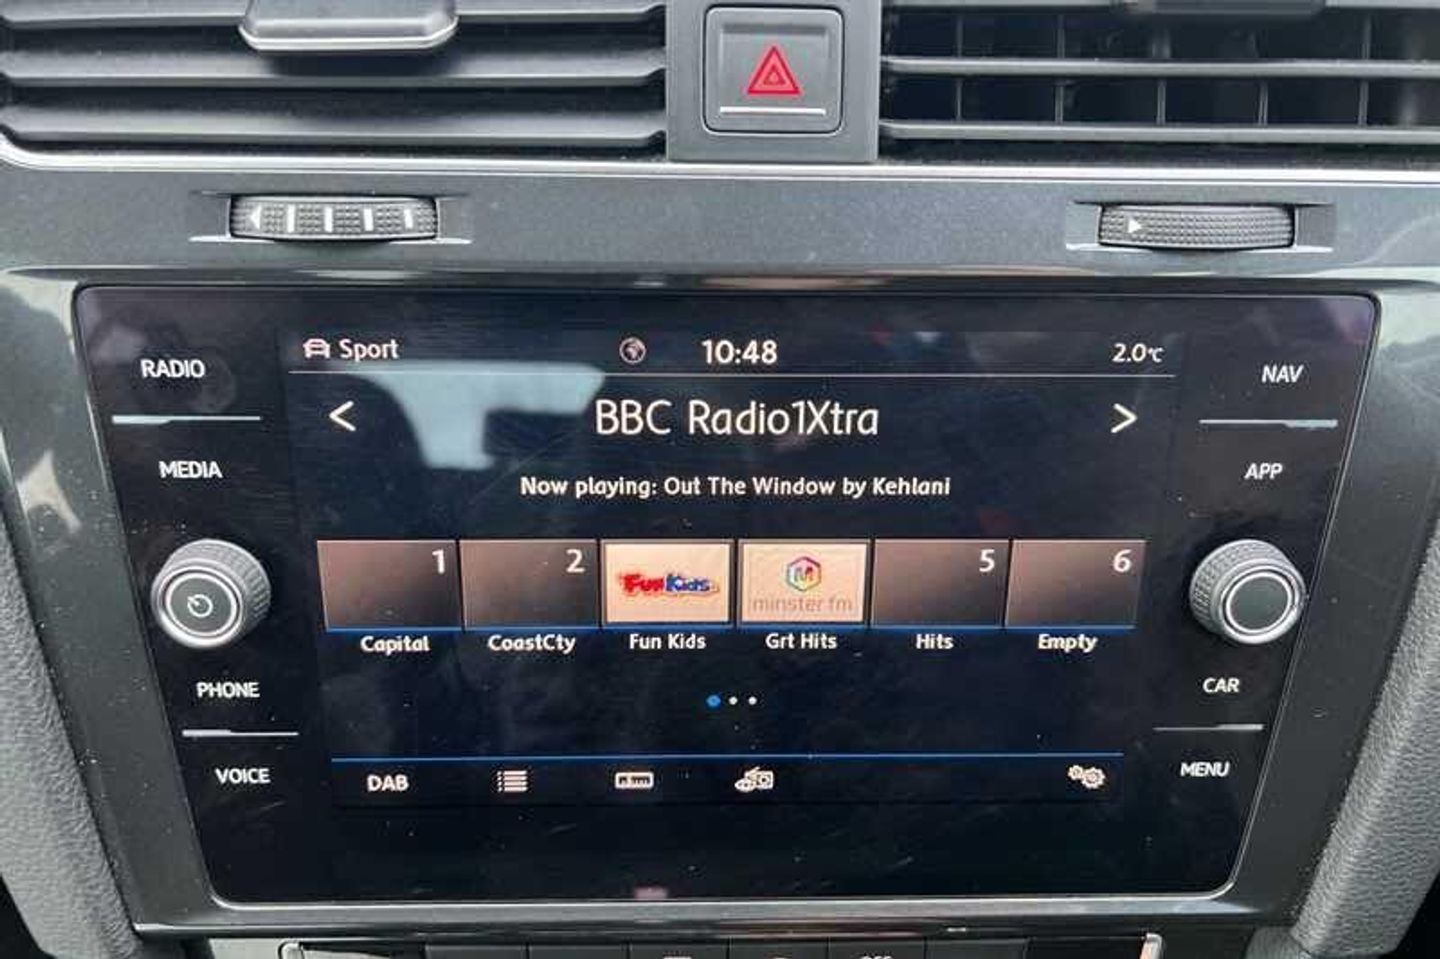 RADIO
MEDIA
PHONE
VOICE
Sport
10:48
2.0°C
BBC Radio1Xtra
Now playing: Out The Window by Kehlani
1
2
Fun Kids
M
minster fm
5
6
Capital
CoastCty
Fun Kids
Grt Hits
Hits
Empty
DAB
NAV
APP
CAR
MENU
Off